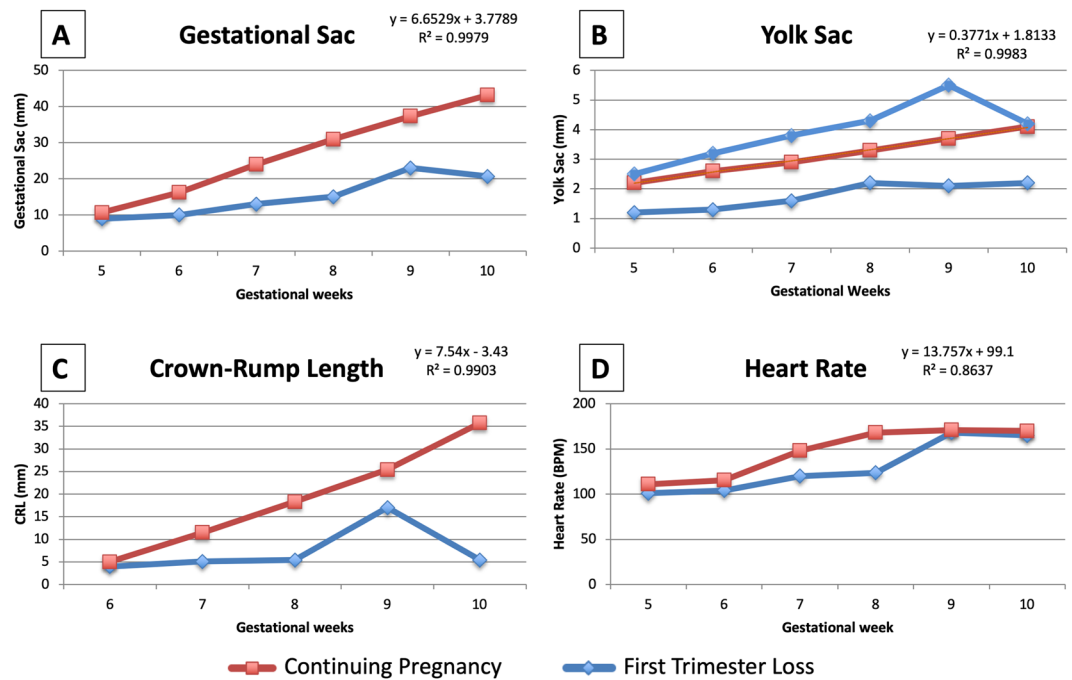 A
Gestational Sac
y = 6.6529x + 3.7789
R² = 0.9979
Gestational Sac (mm)
50
40
30
20
10
0
5 6 7 8 9 10
Gestational weeks
B
Yolk Sac
y = 0.3771x + 1.8133
R² = 0.9983
Yolk Sac (mm)
6
5
4
3
2
1
0
5 6 7 8 9 10
Gestational Weeks
C
Crown-Rump Length
y = 7.54x - 3.43
R² = 0.9903
CRL (mm)
40
35
30
25
20
15
10
5
0
6 7 8 9 10
Gestational weeks
D
Heart Rate
y = 13.757x + 99.1
R² = 0.8637
Heart Rate (BPM)
200
150
100
50
0
5 6 7 8 9 10
Gestational week
Continuing Pregnancy
First Trimester Loss